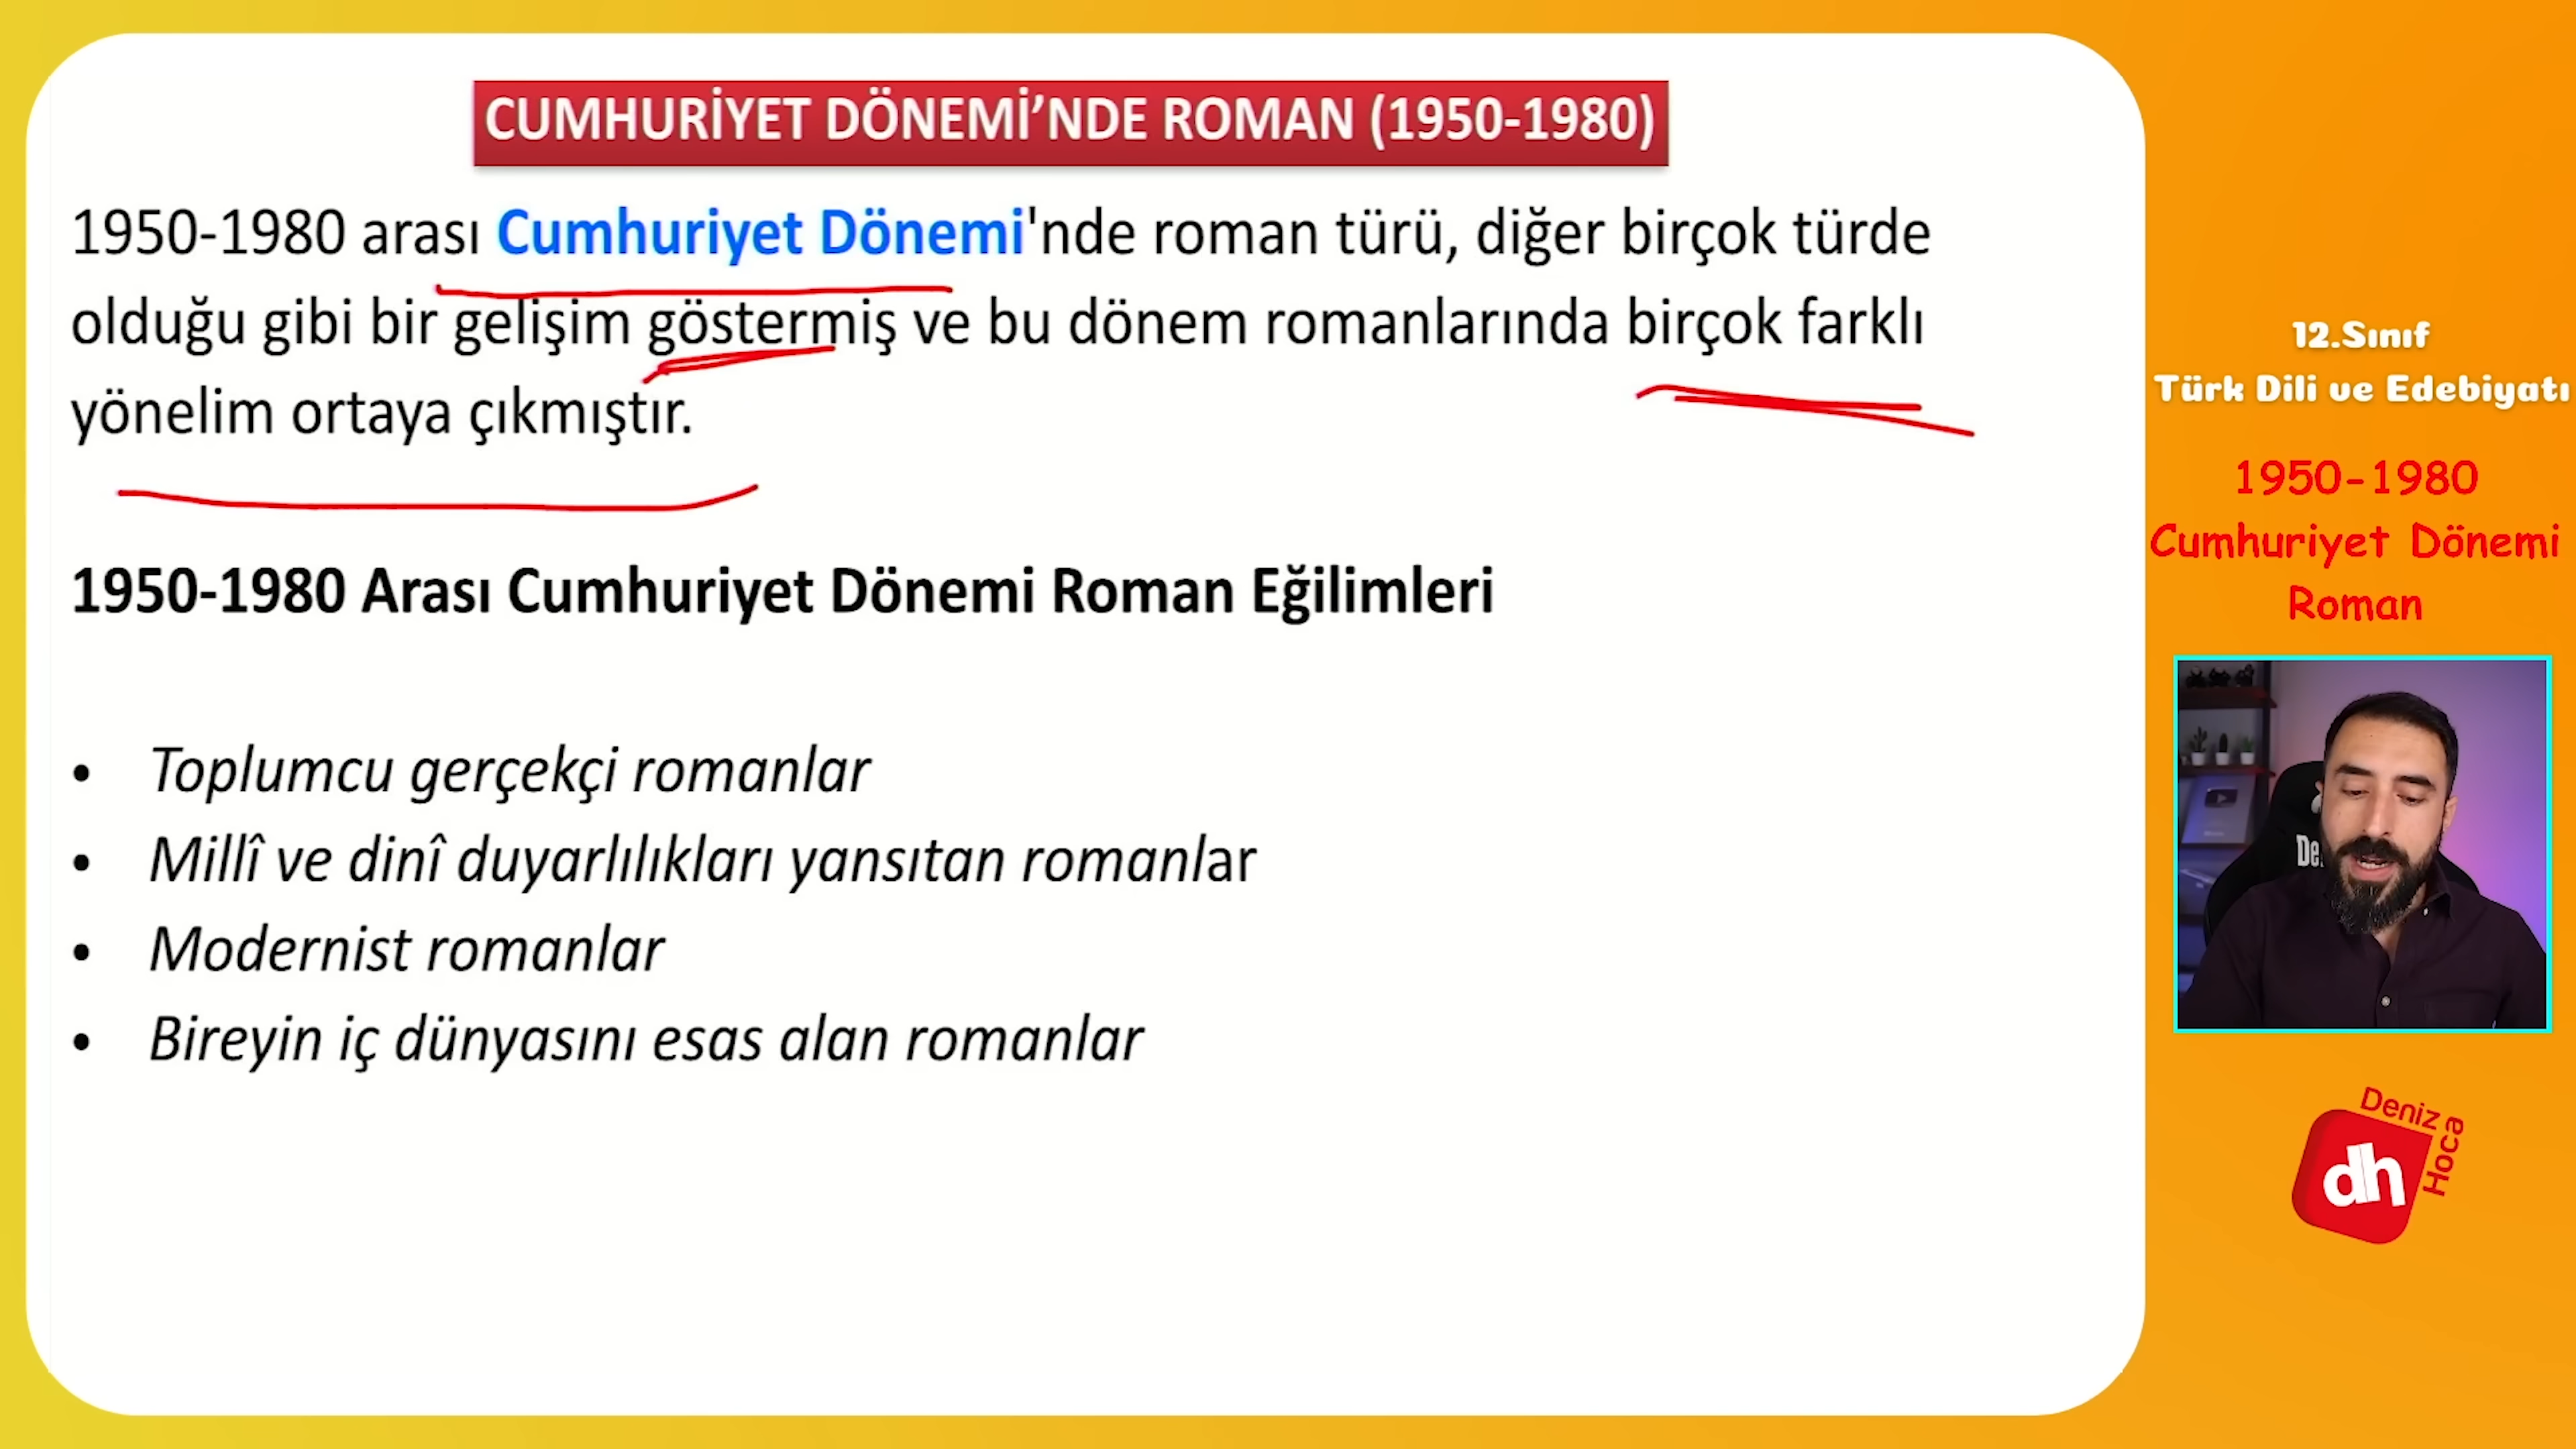 CUMHURİYET DÖNEMİ’NDE ROMAN (1950-1980)
1950-1980 arası Cumhuriyet Dönemi'nde roman türü, diğer birçok türde
olduğu gibi bir gelişim göstermiş ve bu dönem romanlarında birçok farklı
yönelim ortaya çıkmıştır.
1950-1980 Arası Cumhuriyet Dönemi Roman Eğilimleri
• Toplumcu gerçekçi romanlar
• Millî ve dinî duyarlılıkları yansıtan romanlar
• Modernist romanlar
• Bireyin iç dünyasını esas alan romanlar
12.Sınıf
Türk Dili ve Edebiyatı
1950-1980
Cumhuriyet Dönemi
Roman
De
Deniz
Hoca
dh